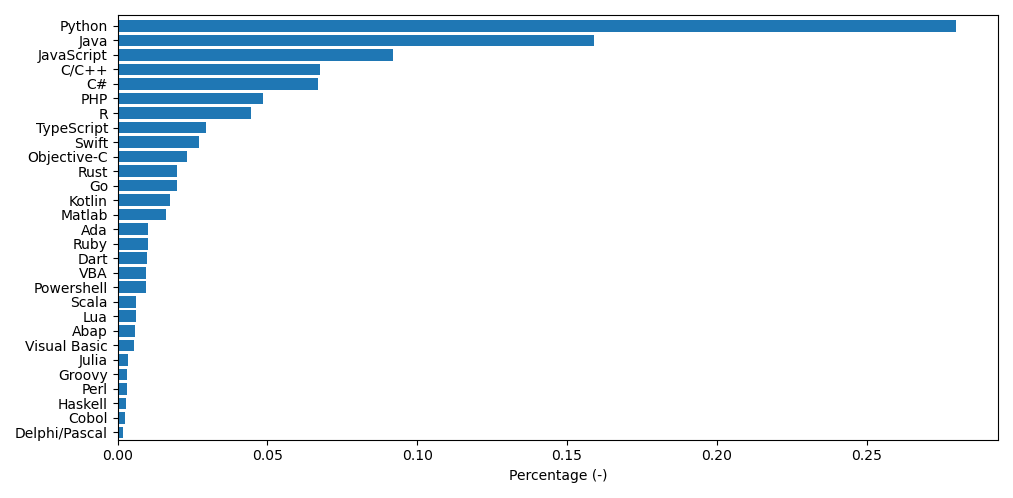 Python
Java
JavaScript
C/C++
C#
PHP
R
TypeScript
Swift
Objective-C
Rust
Go
Kotlin
Matlab
Ada
Ruby
Dart
VBA
Powershell
Scala
Lua
Abap
Visual Basic
Julia
Groovy
Perl
Haskell
Cobol
Delphi/Pascal
0.00 0.05 0.10 0.15 0.20 0.25
Percentage (-)